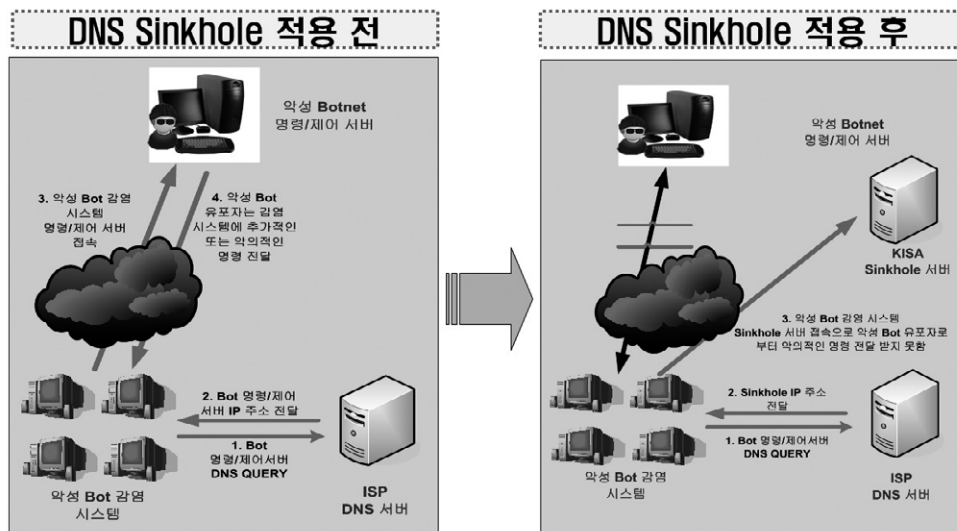 DNS Sinkhole 적용 전
악성 Botnet
명령/제어 서버
3. 악성 Bot 감염
시스템
명령/제어 서버
접속
4. 악성 Bot
유포자는 감염
시스템에 추가적인
또는 악의적인
명령 전달
2. Bot 명령/제어
서버 IP 주소 전달
1. Bot
명령/제어서버
DNS QUERY
악성 Bot 감염
시스템
ISP
DNS 서버
DNS Sinkhole 적용 후
악성 Botnet
명령/제어 서버
KISA
Sinkhole 서버
3. 악성 Bot 감염 시스템
Sinkhole 서버 접속으로 악성 Bot 유포자로
부터 악의적인 명령 전달 받지 못함
2. Sinkhole IP 주소
전달
1. Bot 명령/제어서버
DNS QUERY
악성 Bot 감염
시스템
ISP
DNS 서버